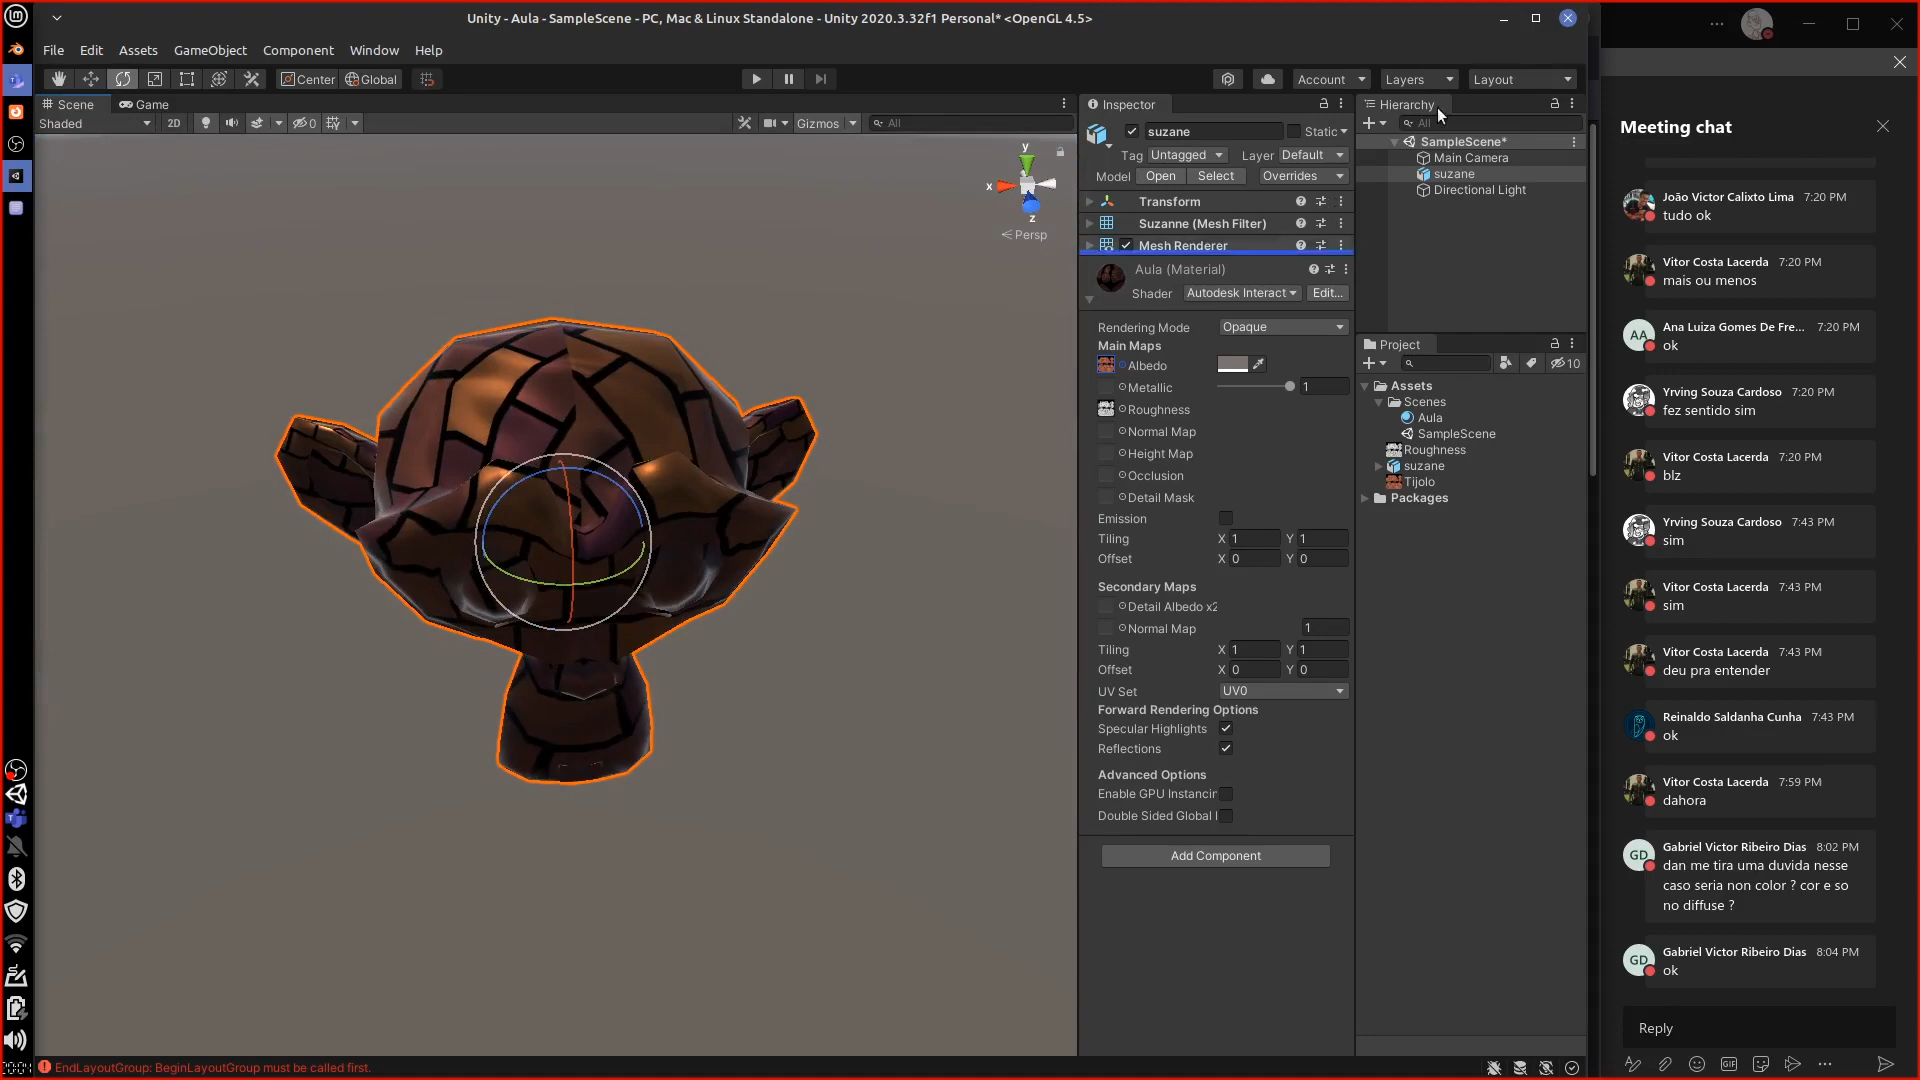 Unity - Aula - SampleScene - PC, Mac & Linux Standalone - Unity 2020.3.32f1 Personal* <OpenGL 4.5>
File Edit Assets GameObject Component Window Help
Center Global Account Layers Layout
Scene Game
Shaded 2D 0 Gizmos All
y
x
z
Persp
Inspector
suzane Static
Tag Untagged Layer Default
Model Open Select Overrides
Transform
Suzanne (Mesh Filter)
Mesh Renderer
Aula (Material)
Shader Autodesk Interact Edit...
Rendering Mode Opaque
Main Maps
Albedo
Metallic 1
Roughness
Normal Map
Height Map
Occlusion
Detail Mask
Emission
Tiling X 1 Y 1
Offset X 0 Y 0
Secondary Maps
Detail Albedo x2
Normal Map 1
Tiling X 1 Y 1
Offset X 0 Y 0
UV Set UV0
Forward Rendering Options
Specular Highlights
Reflections
Advanced Options
Enable GPU Instancin
Double Sided Global I
Add Component
Hierarchy
All
SampleScene*
Main Camera
suzane
Directional Light
Project
10
Assets
Scenes
Aula
SampleScene
Roughness
suzane
Tijolo
Packages
EndLayoutGroup: BeginLayoutGroup must be called first.
Meeting chat
João Victor Calixto Lima 7:20 PM
tudo ok
Vitor Costa Lacerda 7:20 PM
mais ou menos
AA
Ana Luiza Gomes De Fre... 7:20 PM
ok
Yrving Souza Cardoso 7:20 PM
fez sentido sim
Vitor Costa Lacerda 7:20 PM
blz
Yrving Souza Cardoso 7:43 PM
sim
Vitor Costa Lacerda 7:43 PM
sim
Vitor Costa Lacerda 7:43 PM
deu pra entender
Reinaldo Saldanha Cunha 7:43 PM
ok
Vitor Costa Lacerda 7:59 PM
dahora
GD
Gabriel Victor Ribeiro Dias 8:02 PM
dan me tira uma duvida nesse
caso seria non color ? cor e so
no diffuse ?
GD
Gabriel Victor Ribeiro Dias 8:04 PM
ok
Reply
GIF